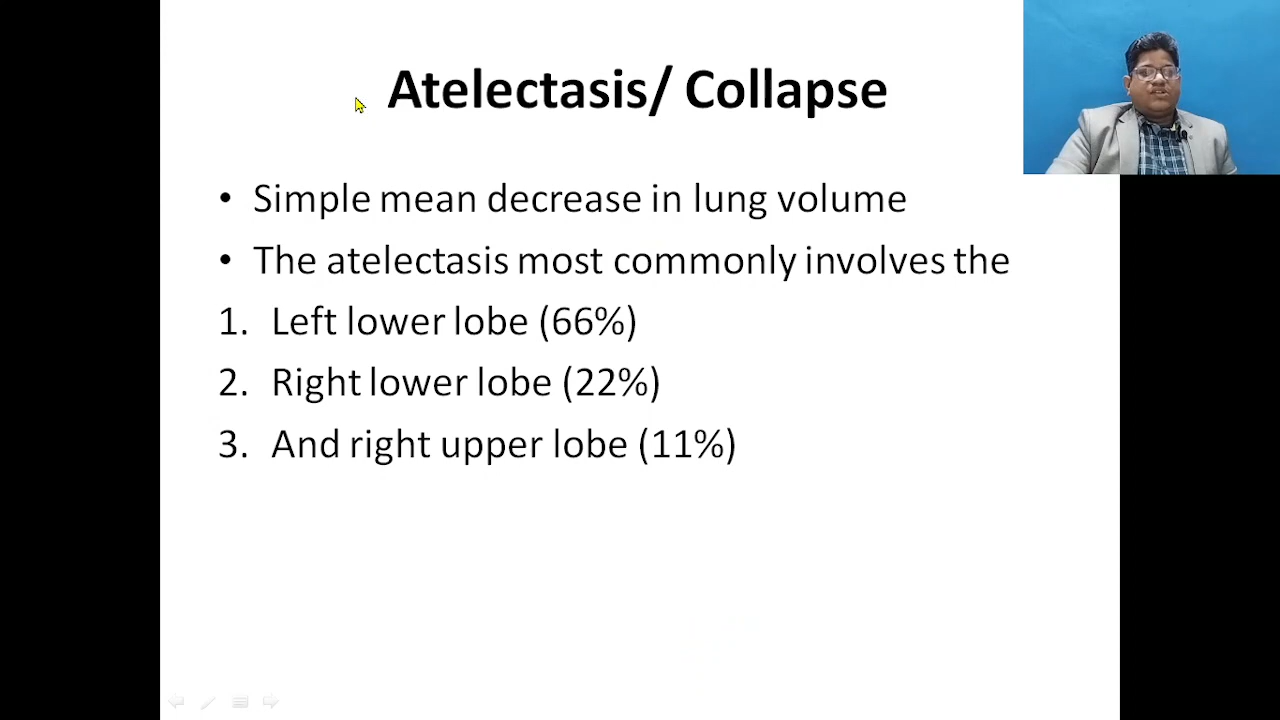 Atelectasis/ Collapse
• Simple mean decrease in lung volume
• The atelectasis most commonly involves the
1. Left lower lobe (66%)
2. Right lower lobe (22%)
3. And right upper lobe (11%)